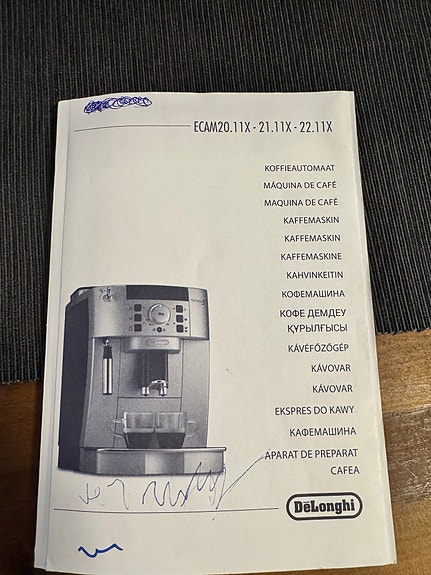 ECAM20.11X - 21.11X - 22.11X
KOFFIEAUTOMAAT
MÁQUINA DE CAFÉ
MAQUINA DE CAFÉ
KAFFEMASKIN
KAFFEMASKIN
KAFFEMASKINE
KAHVINKEITIN
КОФЕМАШИНА
КОФЕ ДЕМДЕУ
ҚҰРЫЛҒЫСЫ
KÁVÉFŐZŐGÉP
KÁVOVAR
KÁVOVAR
EKSPRES DO KAWY
КАФЕМАШИНА
APARAT DE PREPARAT
CAFEA
DeLonghi